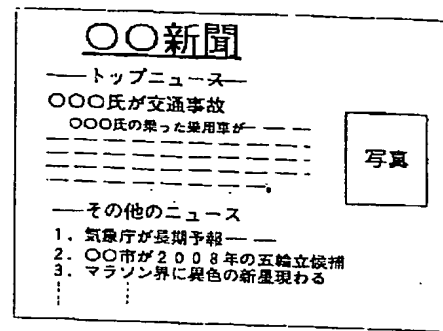 〇〇新聞
――トップニュース――
〇〇〇氏が交通事故
〇〇〇氏の乗った乗用車が― ― ―
写真
――その他のニュース
1. 気象庁が長期予報― ―
2. 〇〇市が2008年の五輪立候補
3. マラソン界に異色の新星現わる